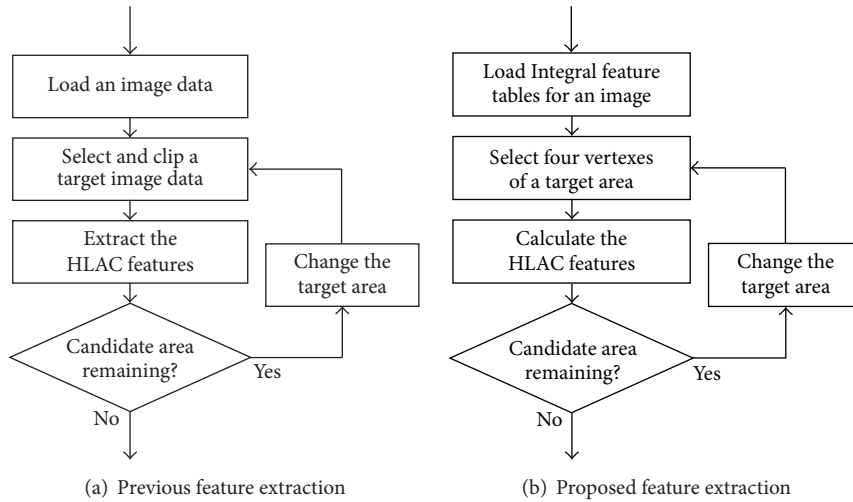 Load an image data
Select and clip a
target image data
Extract the
HLAC features
Change the
target area
Candidate area
remaining?
Yes
No
(a) Previous feature extraction
Load Integral feature
tables for an image
Select four vertexes
of a target area
Calculate the
HLAC features
Change the
target area
Candidate area
remaining?
Yes
No
(b) Proposed feature extraction